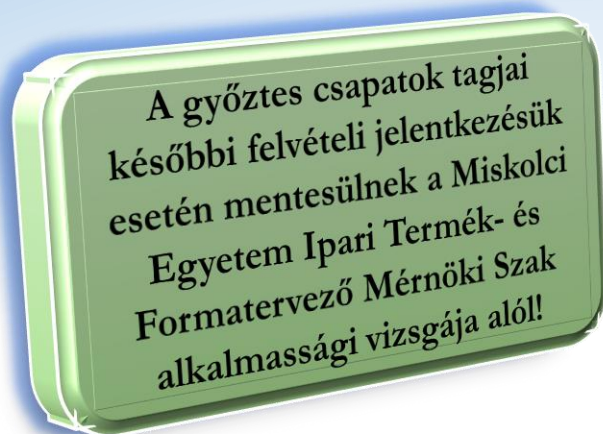 A győztes csapatok tagjai
későbbi felvételi jelentkezésük
esetén mentesülnek a Miskolci
Egyetem Ipari Termék- és
Formatervező Mérnöki Szak
alkalmassági vizsgája alól!